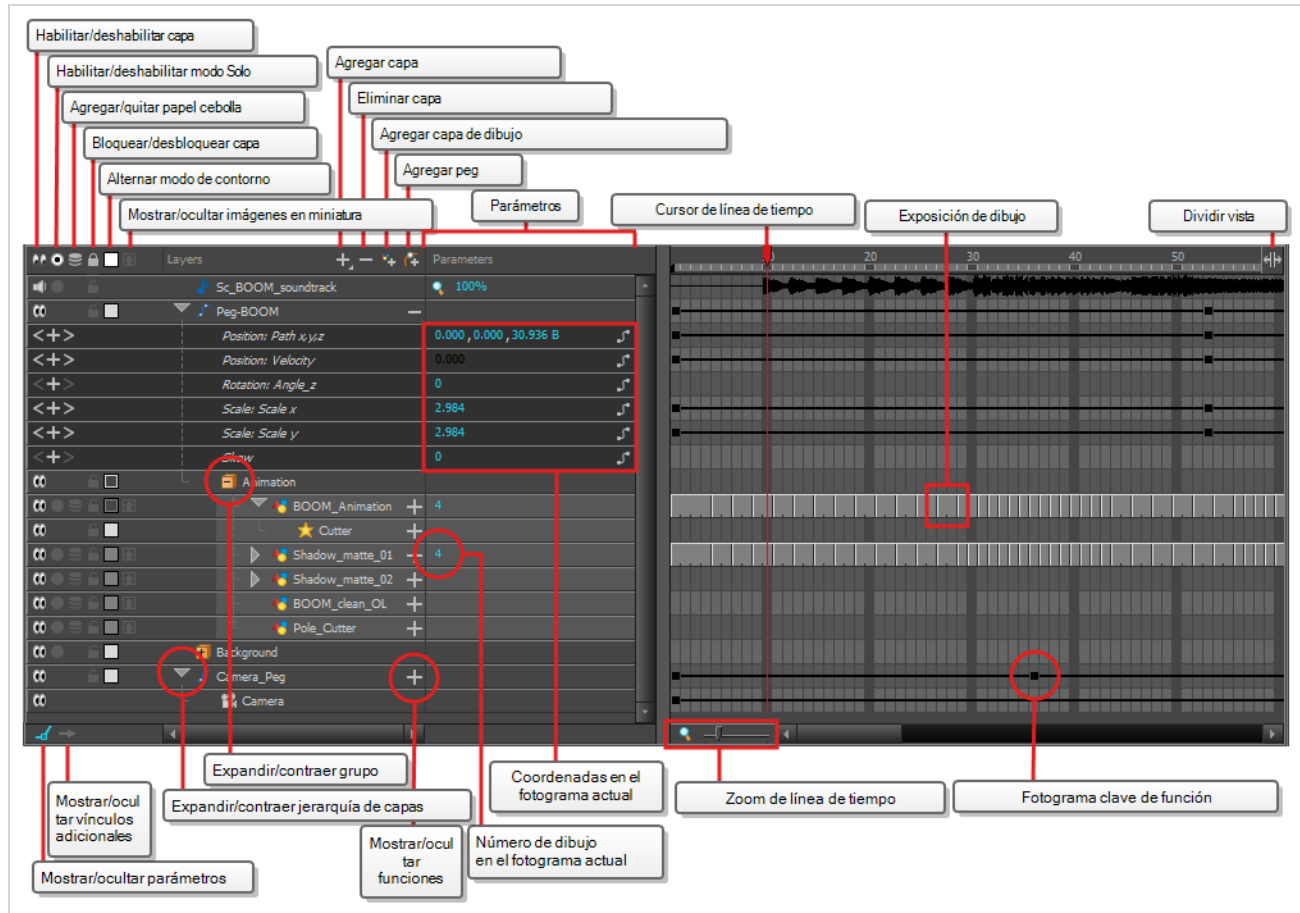 Habilitar/deshabilitar capa
Habilitar/deshabilitar modo Solo
Agregar/quitar papel cebolla
Bloquear/desbloquear capa
Alternar modo de contorno
Mostrar/ocultar imágenes en miniatura
Agregar capa
Eliminar capa
Agregar capa de dibujo
Agregar peg
Parámetros
Cursor de línea de tiempo
Exposición de dibujo
Dividir vista
Layers
Parameters
20
30
40
50
Sc_BOOM_soundtrack
100%
Peg-BOOM
Position: Path x,y,z
0.000 , 0.000 , 30.936 B
Position: Velocity
0.000
Rotation: Angle_z
0
Scale: Scale x
2.984
Scale: Scale y
2.984
Skew
0
Animation
BOOM_Animation
4
Cutter
Shadow_matte_01
4
Shadow_matte_02
BOOM_clean_OL
Pole_Cutter
Background
Camera_Peg
Camera
Expandir/contraer grupo
Coordenadas en el
fotograma actual
Zoom de línea de tiempo
Fotograma clave de función
Mostrar/ocul
tar vínculos
adicionales
Expandir/contraer jerarquía de capas
Mostrar/ocul
tar
funciones
Número de dibujo
en el fotograma actual
Mostrar/ocultar parámetros